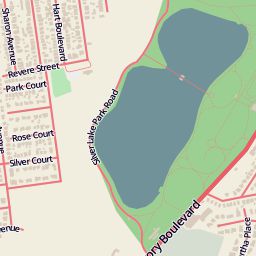 Sharon Avenue
Hart Boulevard
Revere Street
Park Court
Silver Lake Park Road
Rose Court
Silver Court
Avenue
ory Boulevard
rtha Place
enue